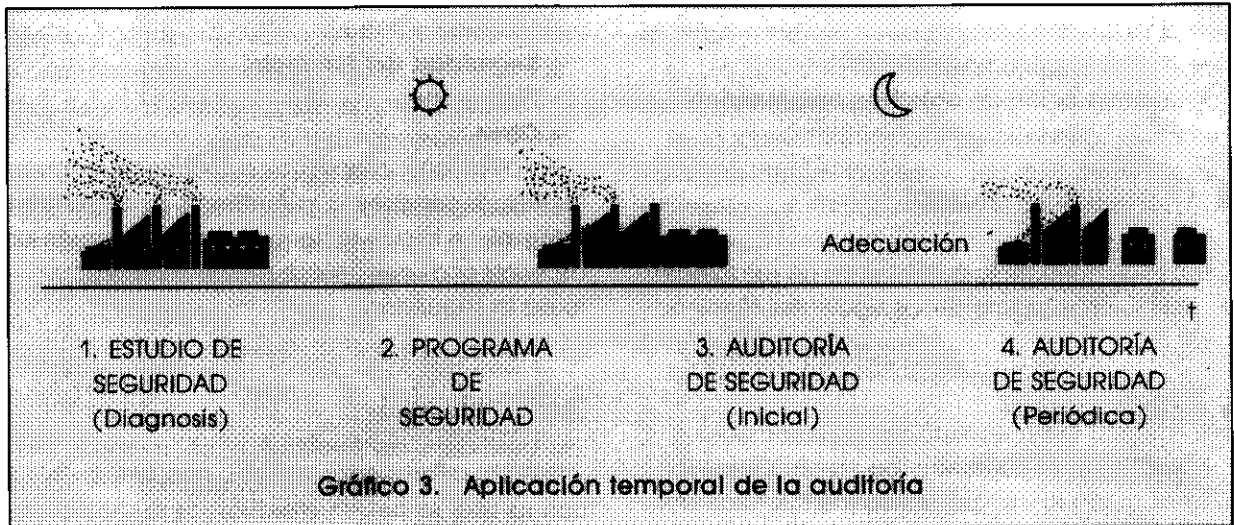 Adecuación
t
1. ESTUDIO DE
SEGURIDAD
(Diagnosis)
2. PROGRAMA
DE
SEGURIDAD
3. AUDITORÍA
DE SEGURIDAD
(Inicial)
4. AUDITORÍA
DE SEGURIDAD
(Periódica)
Gráfico 3. Aplicación temporal de la auditoría